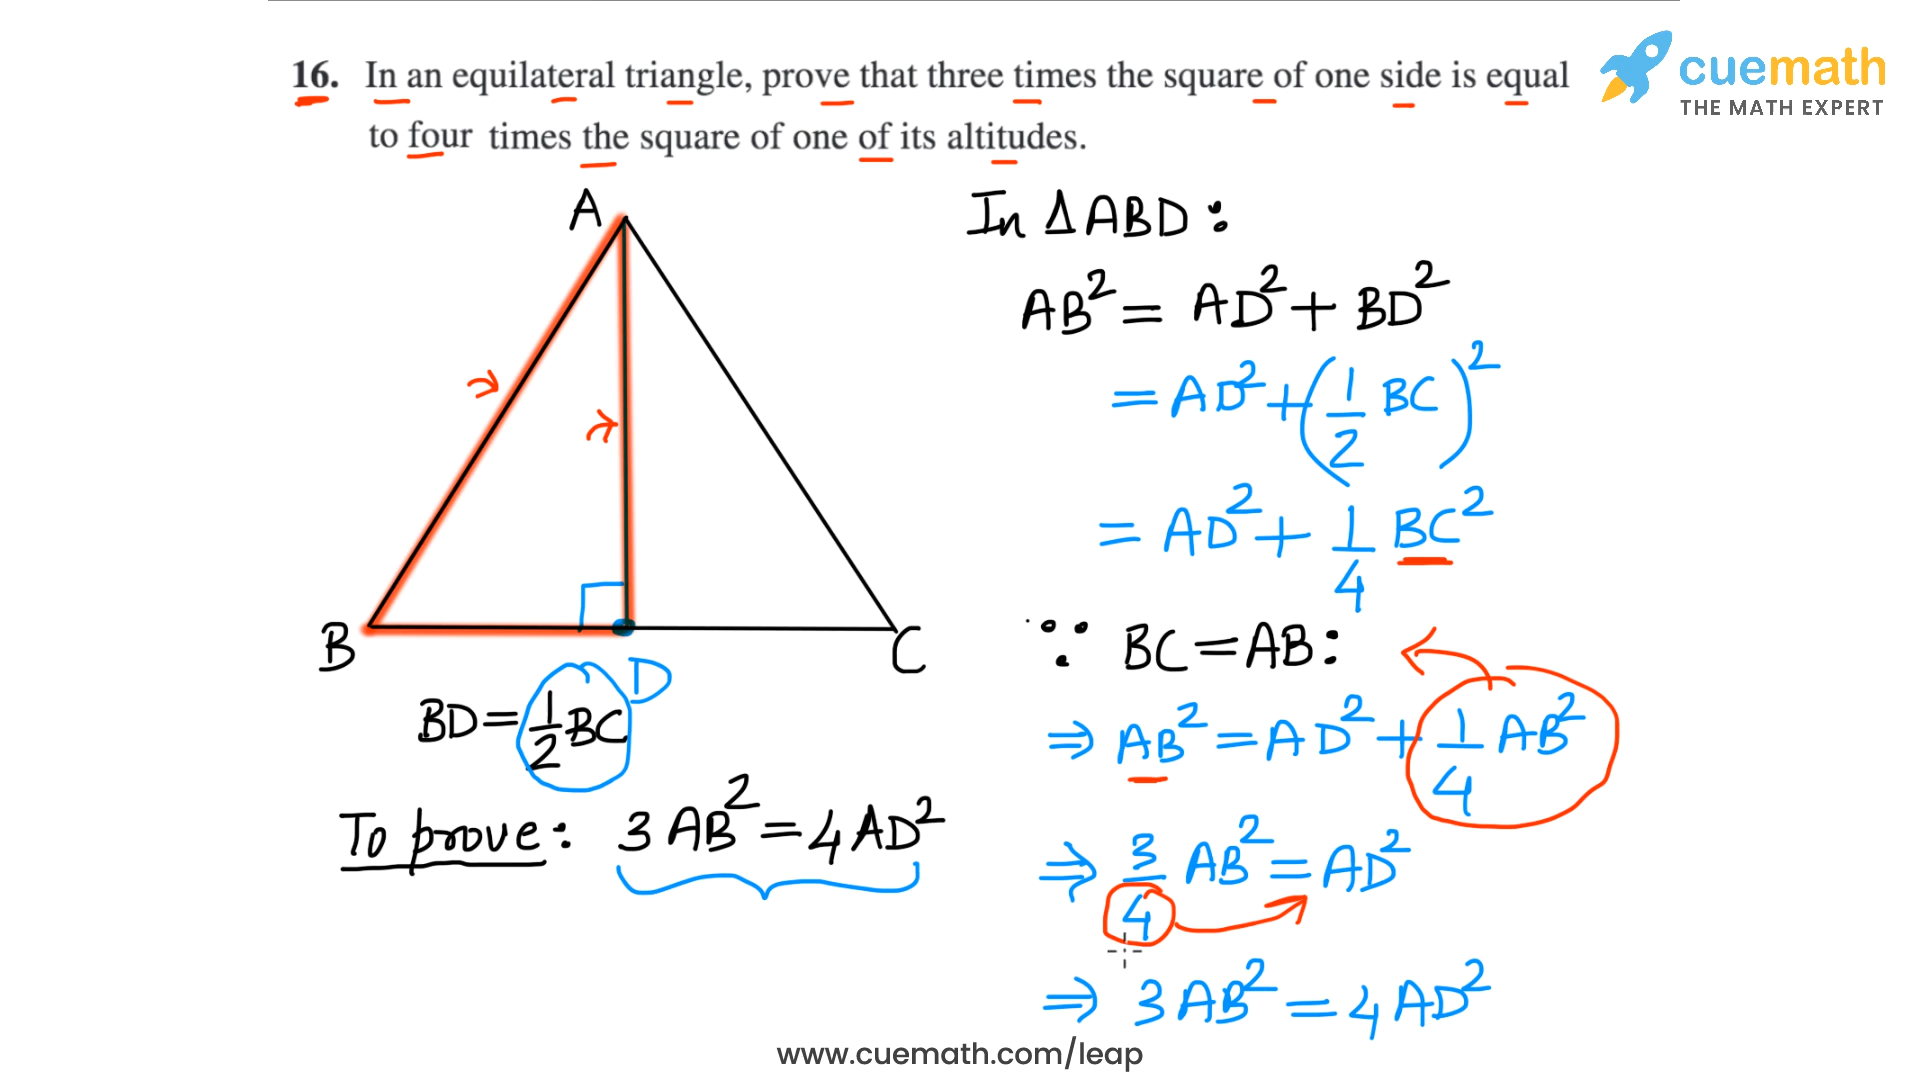 16. In an equilateral triangle, prove that three times the square of one side is equal
to four times the square of one of its altitudes.
cuemath
THE MATH EXPERT
A
B
C
D
BD = 1/2 BC
To prove: 3AB² = 4AD²
In ΔABD:
AB² = AD² + BD²
= AD² + (1/2 BC)²
= AD² + 1/4 BC²
∵ BC = AB:
⇒ AB² = AD² + 1/4 AB²
⇒ 3/4 AB² = AD²
⇒ 3AB² = 4AD²
www.cuemath.com/leap